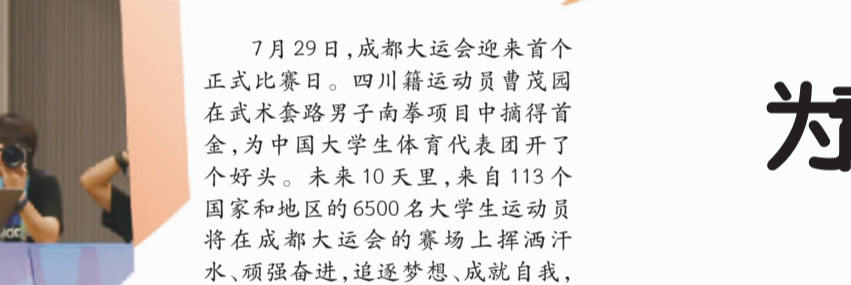 7月29日，成都大运会迎来首个
正式比赛日。四川籍运动员曹茂园
在武术套路男子南拳项目中摘得首
金，为中国大学生体育代表团开了
个好头。未来10天里，来自113个
国家和地区的6500名大学生运动员
将在成都大运会的赛场上挥洒汗
水、顽强奋进，追逐梦想、成就自我，
为